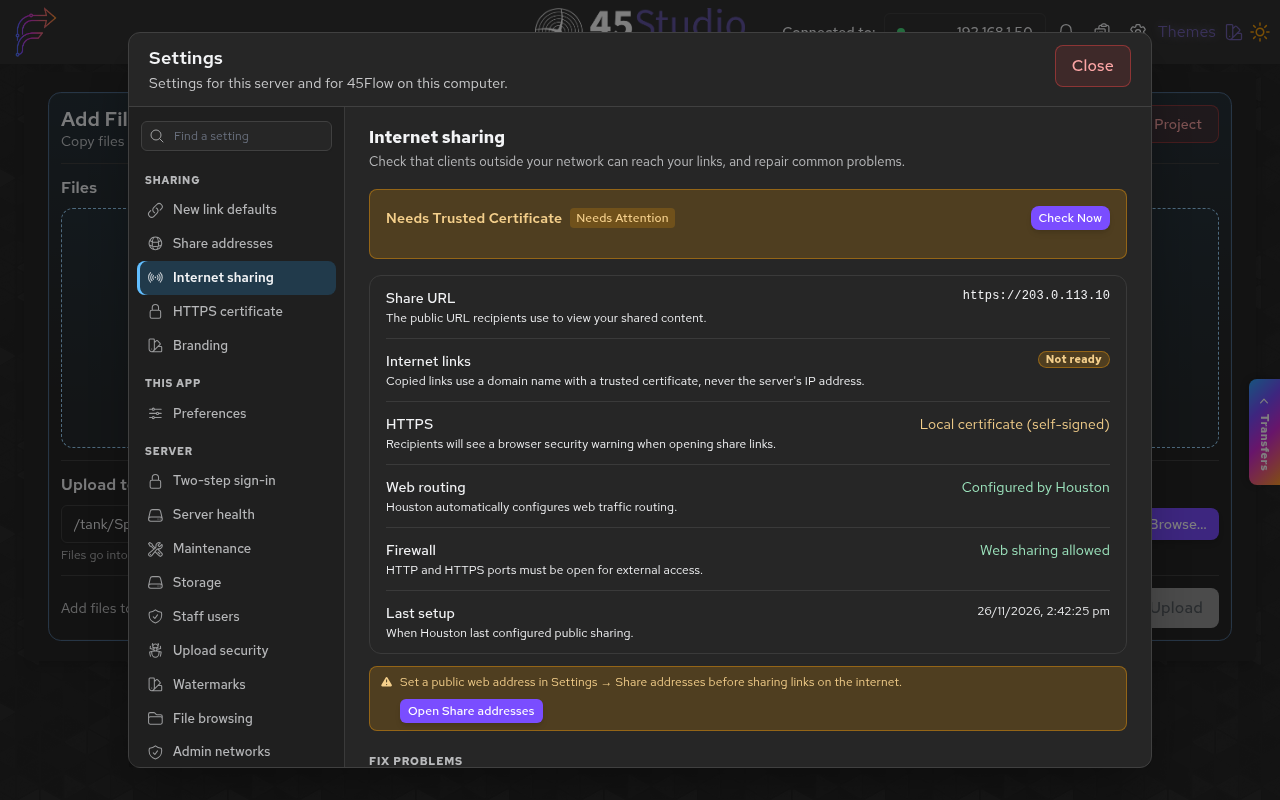 45Studio
Connected to:
192.168.1.50
Themes
Settings
Settings for this server and for 45Flow on this computer.
Close
Add Fil
Copy files
Project
Files
Find a setting
SHARING
New link defaults
Share addresses
Internet sharing
HTTPS certificate
Branding
THIS APP
Preferences
SERVER
Two-step sign-in
Server health
Maintenance
Storage
Staff users
Upload security
Watermarks
File browsing
Admin networks
Internet sharing
Check that clients outside your network can reach your links, and repair common problems.
Needs Trusted Certificate
Needs Attention
Check Now
Share URL
https://203.0.113.10
The public URL recipients use to view your shared content.
Internet links
Not ready
Copied links use a domain name with a trusted certificate, never the server's IP address.
HTTPS
Local certificate (self-signed)
Recipients will see a browser security warning when opening share links.
Web routing
Configured by Houston
Houston automatically configures web traffic routing.
Firewall
Web sharing allowed
HTTP and HTTPS ports must be open for external access.
Last setup
26/11/2026, 2:42:25 pm
When Houston last configured public sharing.
Set a public web address in Settings → Share addresses before sharing links on the internet.
Open Share addresses
FIX PROBLEMS
Upload to
/tank/Sp
Browse...
Files go into
Add files to
Upload
Transfers